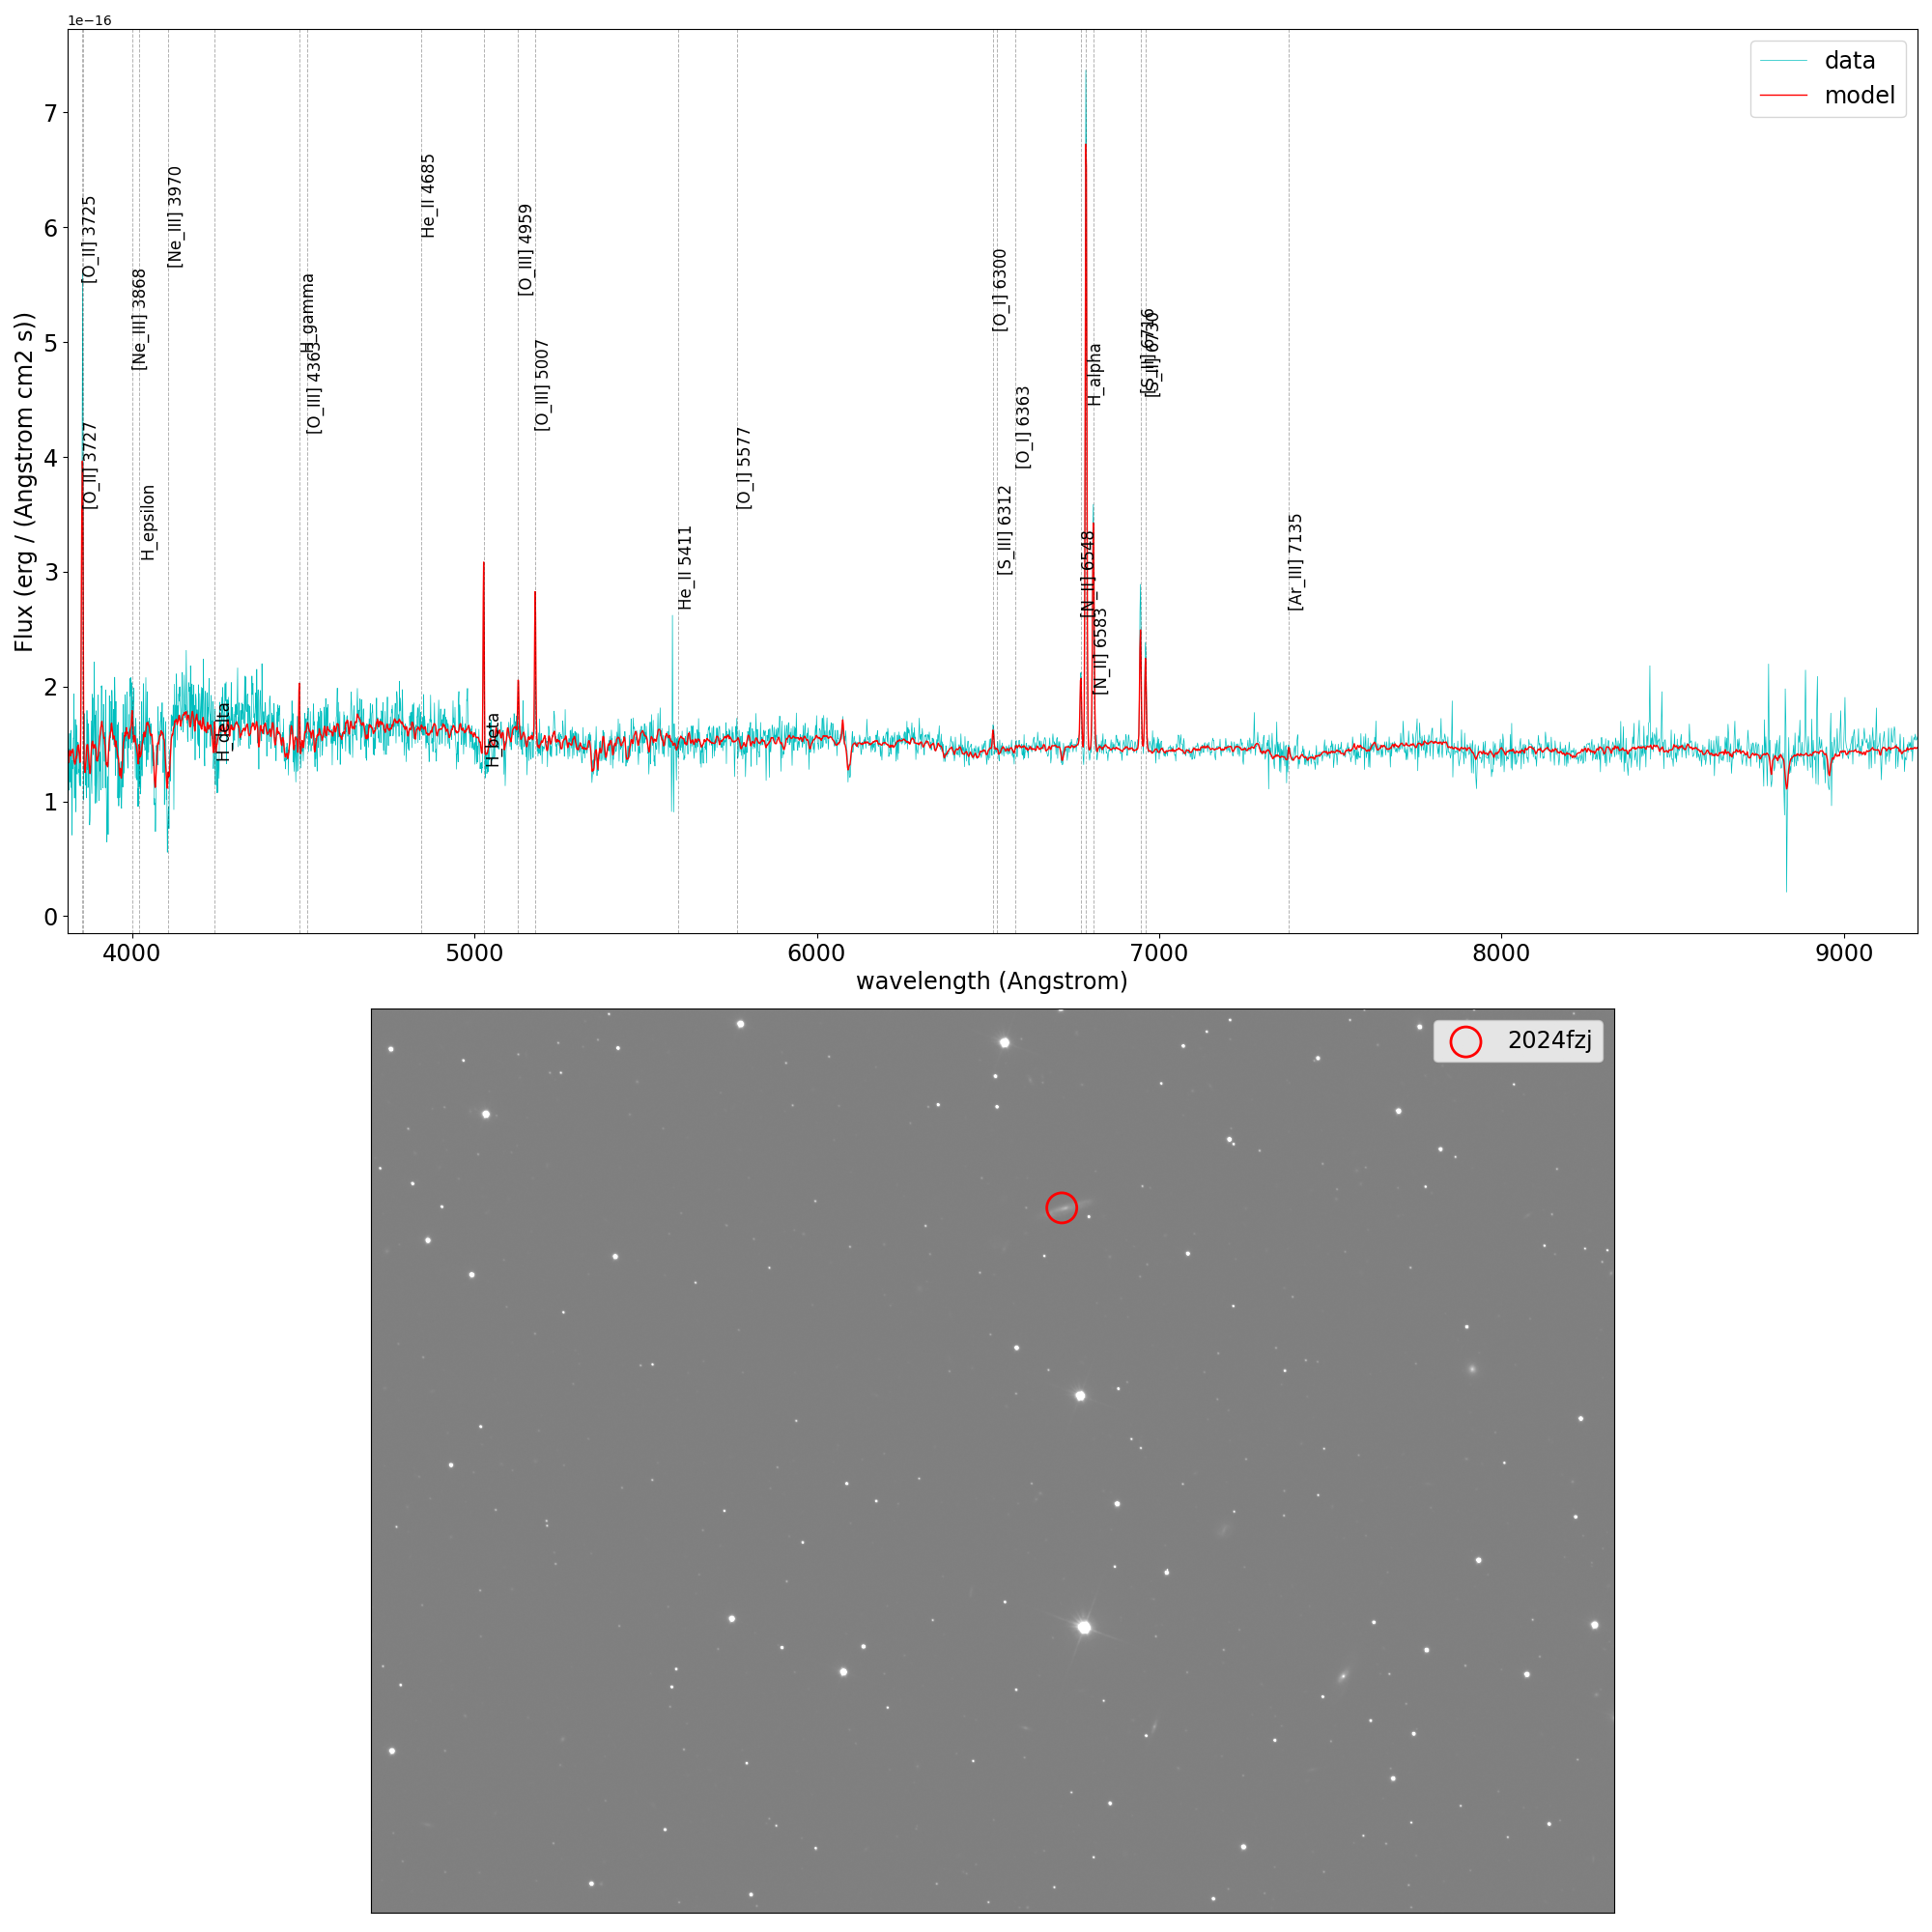 1e−16
data
model
[O_II] 3725
[O_II] 3727
[Ne_III] 3868
H_epsilon
[Ne_III] 3970
H_delta
H_gamma
[O_III] 4363
He_II 4685
H_beta
[O_III] 4959
[O_III] 5007
He_II 5411
[O_I] 5577
[O_I] 6300
[S_III] 6312
[O_I] 6363
[N_II] 6548
H_alpha
[N_II] 6583
[S_II] 6716
[S_II] 6730
[Ar_III] 7135
Flux (erg / (Angstrom cm2 s))
7
6
5
4
3
2
1
0
4000 5000 6000 7000 8000 9000
wavelength (Angstrom)
2024fzj